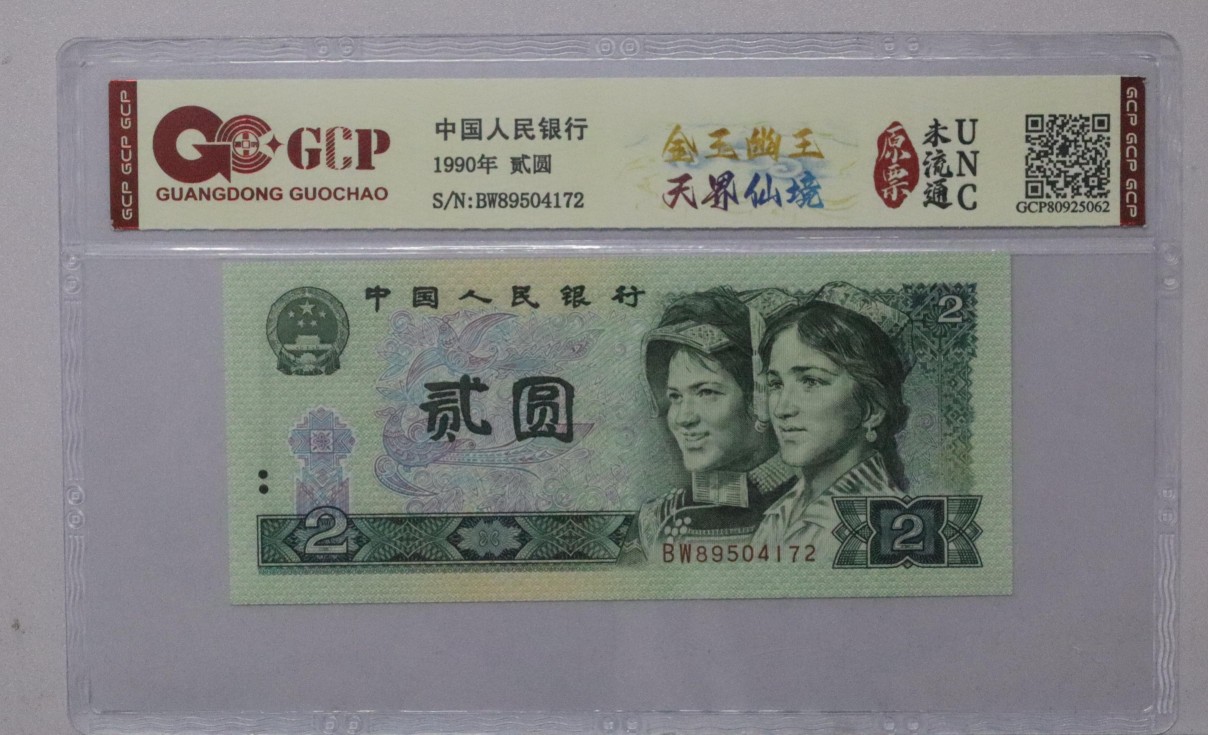 GCP GCP GCP
GCP
GUANGDONG GUOCHAO
中国人民银行
1990年 贰圆
S/N:BW89504172
金玉幽王
天界仙境
原票
未流通
UNC
GCP80925062
GCP GCP GCP
中国人民银行
2
贰圆
2
2
BW89504172